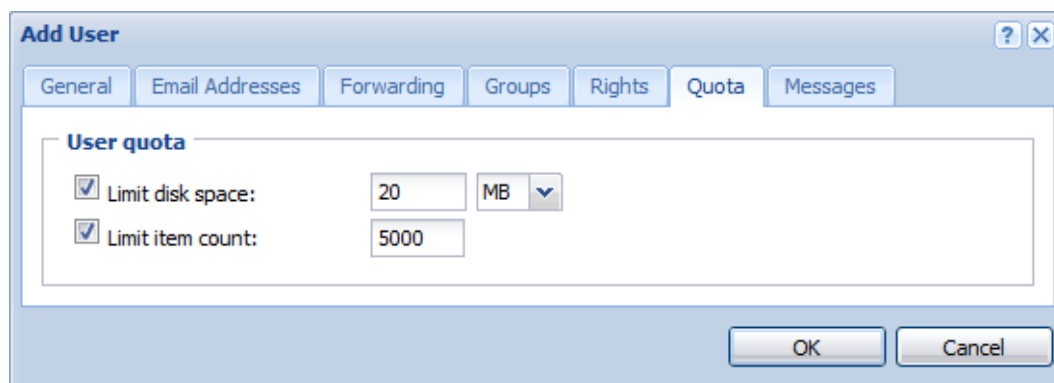 Add User
General Email Addresses Forwarding Groups Rights Quota Messages
User quota
Limit disk space: 20 MB
Limit item count: 5000
OK Cancel